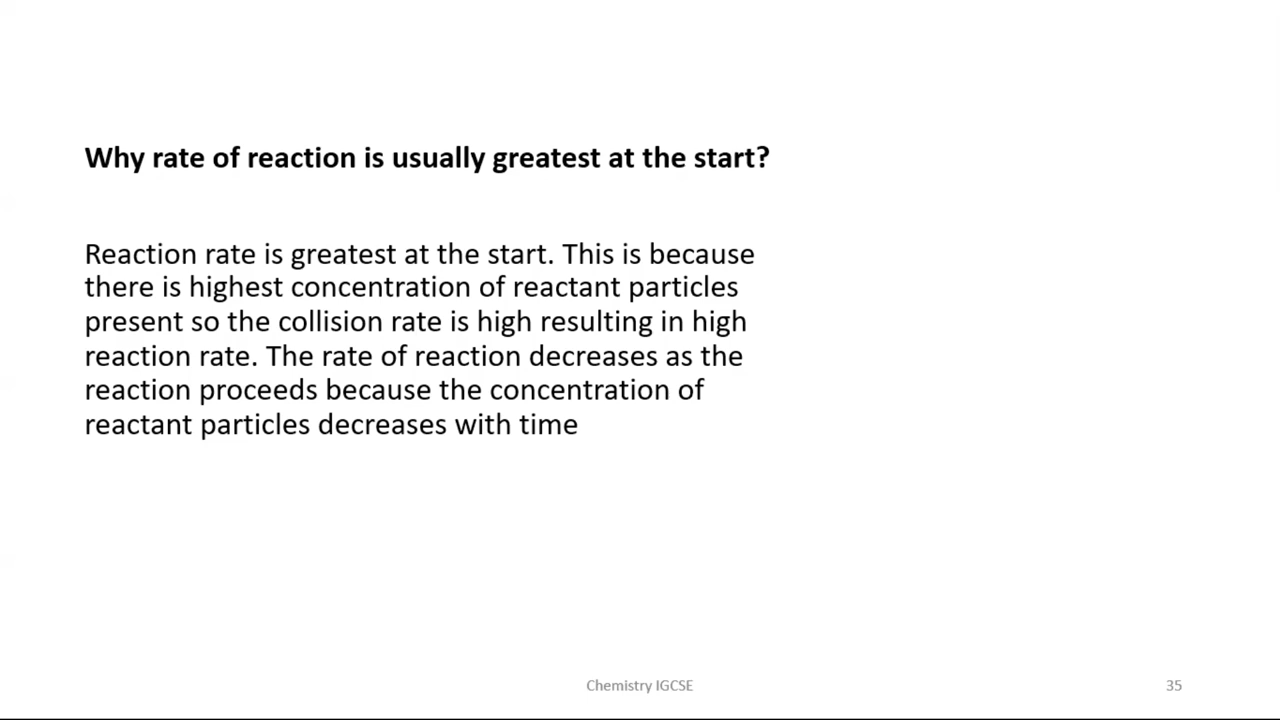 Why rate of reaction is usually greatest at the start?
Reaction rate is greatest at the start. This is because
there is highest concentration of reactant particles
present so the collision rate is high resulting in high
reaction rate. The rate of reaction decreases as the
reaction proceeds because the concentration of
reactant particles decreases with time
Chemistry IGCSE
35